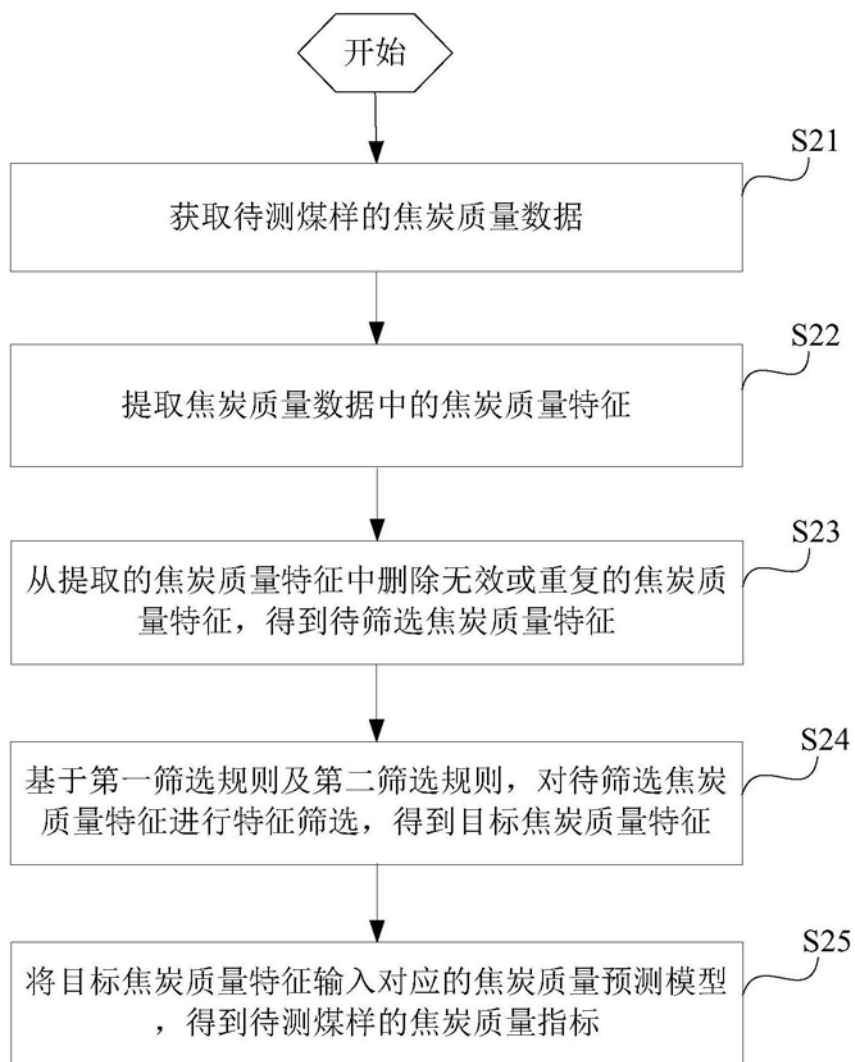 开始
S21
获取待测煤样的焦炭质量数据
S22
提取焦炭质量数据中的焦炭质量特征
S23
从提取的焦炭质量特征中删除无效或重复的焦炭质
量特征，得到待筛选焦炭质量特征
S24
基于第一筛选规则及第二筛选规则，对待筛选焦炭
质量特征进行特征筛选，得到目标焦炭质量特征
S25
将目标焦炭质量特征输入对应的焦炭质量预测模型
，得到待测煤样的焦炭质量指标